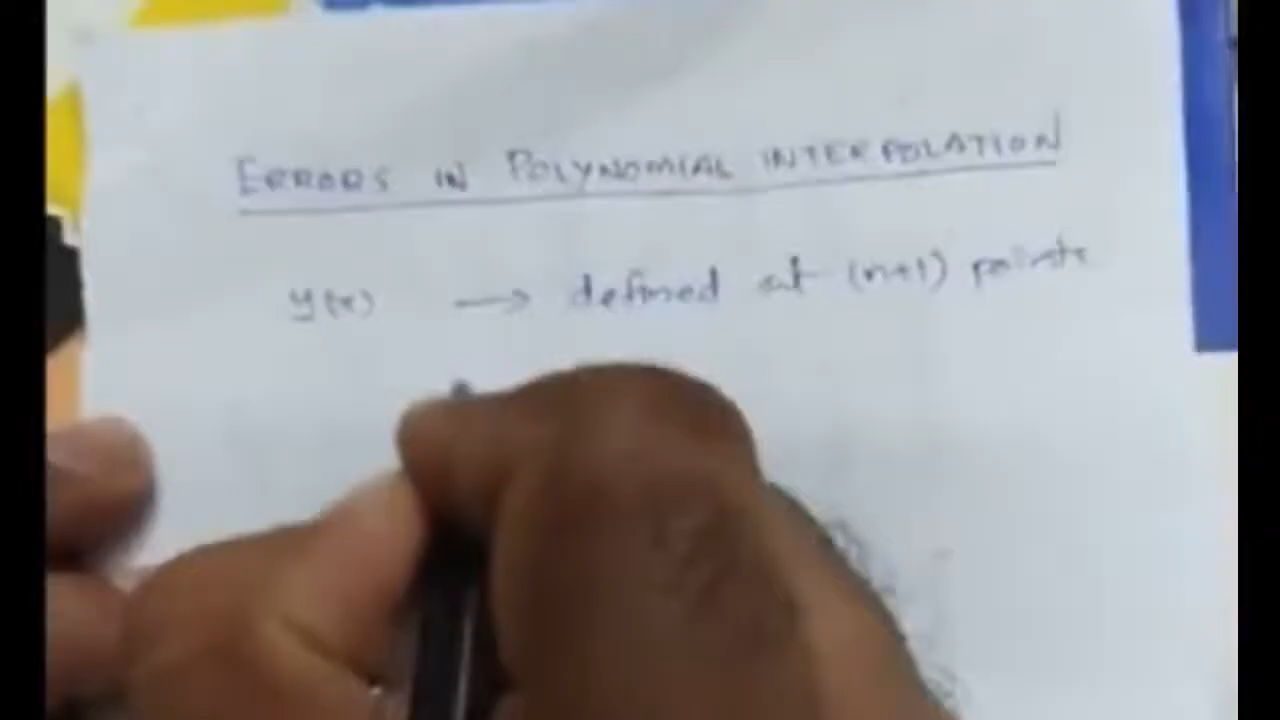 ERRORS IN POLYNOMIAL INTERPOLATION
y(x) → defined at (n+1) points